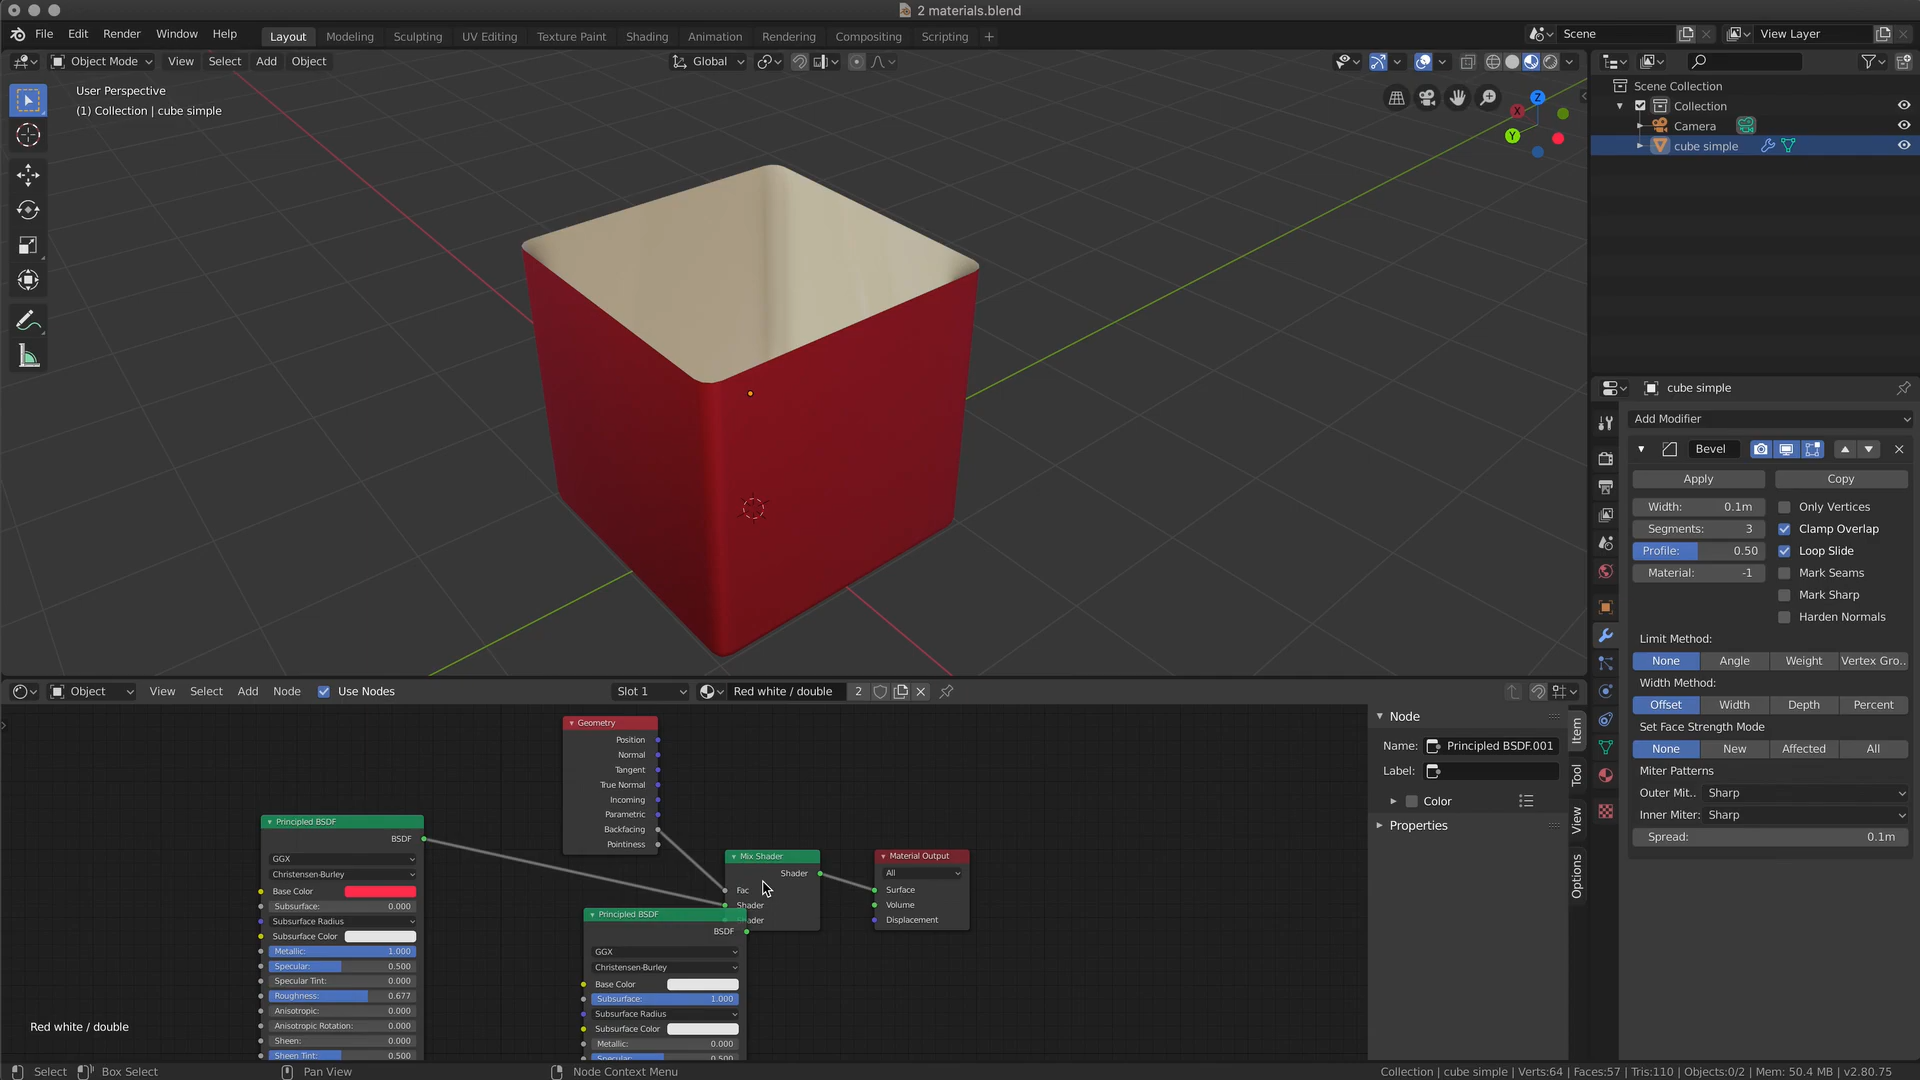 2 materials.blend
File Edit Render Window Help
Layout Modeling Sculpting UV Editing Texture Paint Shading Animation Rendering Compositing Scripting +
Scene View Layer
Object Mode View Select Add Object
Global
User Perspective
(1) Collection | cube simple
Z
X
Y
Scene Collection
Collection
Camera
cube simple
cube simple
Add Modifier
Bevel
Apply Copy
Width: 0.1m Only Vertices
Segments: 3 Clamp Overlap
Profile: 0.50 Loop Slide
Material: -1 Mark Seams
Mark Sharp
Harden Normals
Limit Method:
None Angle Weight Vertex Gro..
Width Method:
Offset Width Depth Percent
Set Face Strength Mode
None New Affected All
Miter Patterns
Outer Mit.. Sharp
Inner Miter: Sharp
Spread: 0.1m
Object View Select Add Node Use Nodes
Slot 1 Red white / double 2
Geometry
Position
Normal
Tangent
True Normal
Incoming
Parametric
Backfacing
Pointiness
Principled BSDF
BSDF
GGX
Christensen-Burley
Base Color
Subsurface: 0.000
Subsurface Radius
Subsurface Color
Metallic: 1.000
Specular: 0.500
Specular Tint: 0.000
Roughness: 0.677
Anisotropic: 0.000
Anisotropic Rotation: 0.000
Sheen: 0.000
Sheen Tint: 0.500
Mix Shader
Shader
Fac
Shader
Material Output
All
Surface
Volume
Displacement
Principled BSDF
BSDF
GGX
Christensen-Burley
Base Color
Subsurface: 1.000
Subsurface Radius
Subsurface Color
Metallic: 0.000
Specular: 0.500
Red white / double
Node
Name: Principled BSDF.001
Label:
Color
Properties
Item
Tool
View
Options
Select Box Select Pan View Node Context Menu
Collection | cube simple | Verts:64 | Faces:57 | Tris:110 | Objects:0/2 | Mem: 50.4 MB | v2.80.75